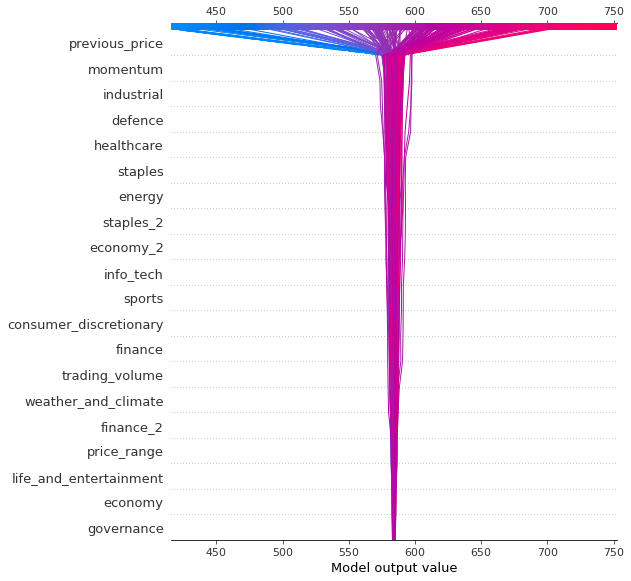 450 500 550 600 650 700 750
previous_price
momentum
industrial
defence
healthcare
staples
energy
staples_2
economy_2
info_tech
sports
consumer_discretionary
finance
trading_volume
weather_and_climate
finance_2
price_range
life_and_entertainment
economy
governance
450 500 550 600 650 700 750
Model output value